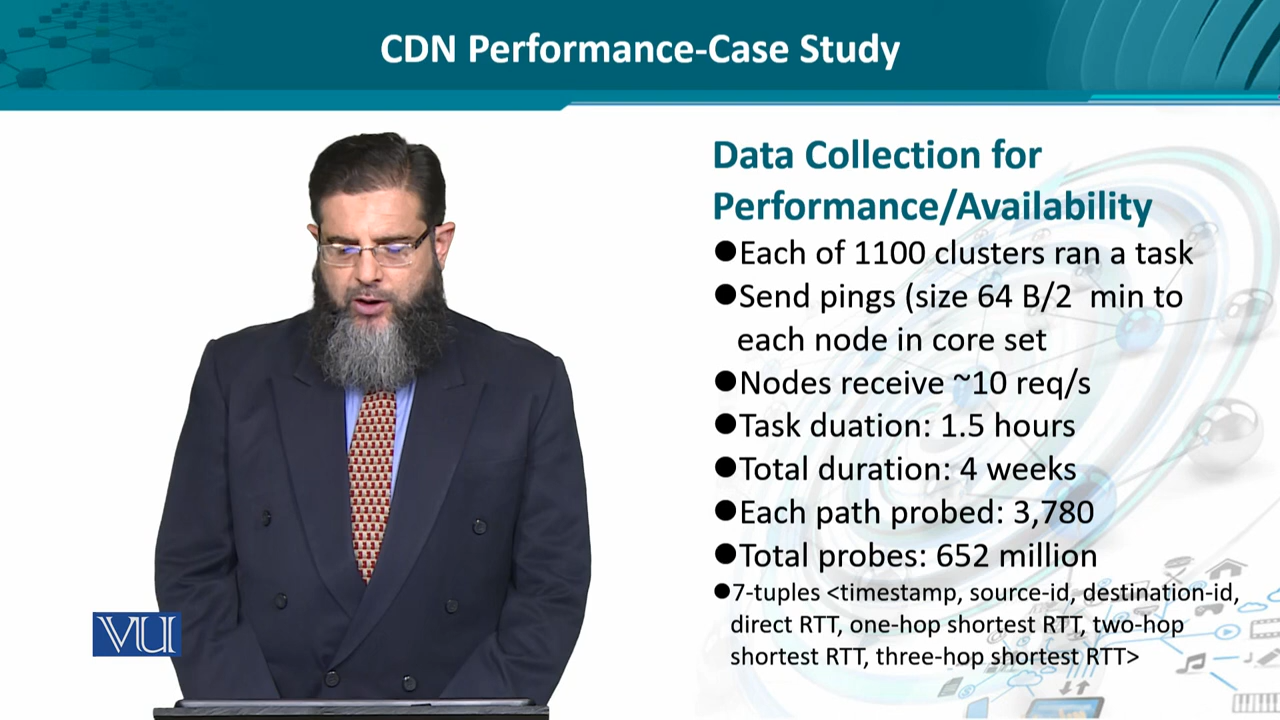 CDN Performance-Case Study
Data Collection for
Performance/Availability
●Each of 1100 clusters ran a task
●Send pings (size 64 B/2  min to
each node in core set
●Nodes receive ~10 req/s
●Task duation: 1.5 hours
●Total duration: 4 weeks
●Each path probed: 3,780
●Total probes: 652 million
●7-tuples <timestamp, source-id, destination-id,
direct RTT, one-hop shortest RTT, two-hop
shortest RTT, three-hop shortest RTT>
VU